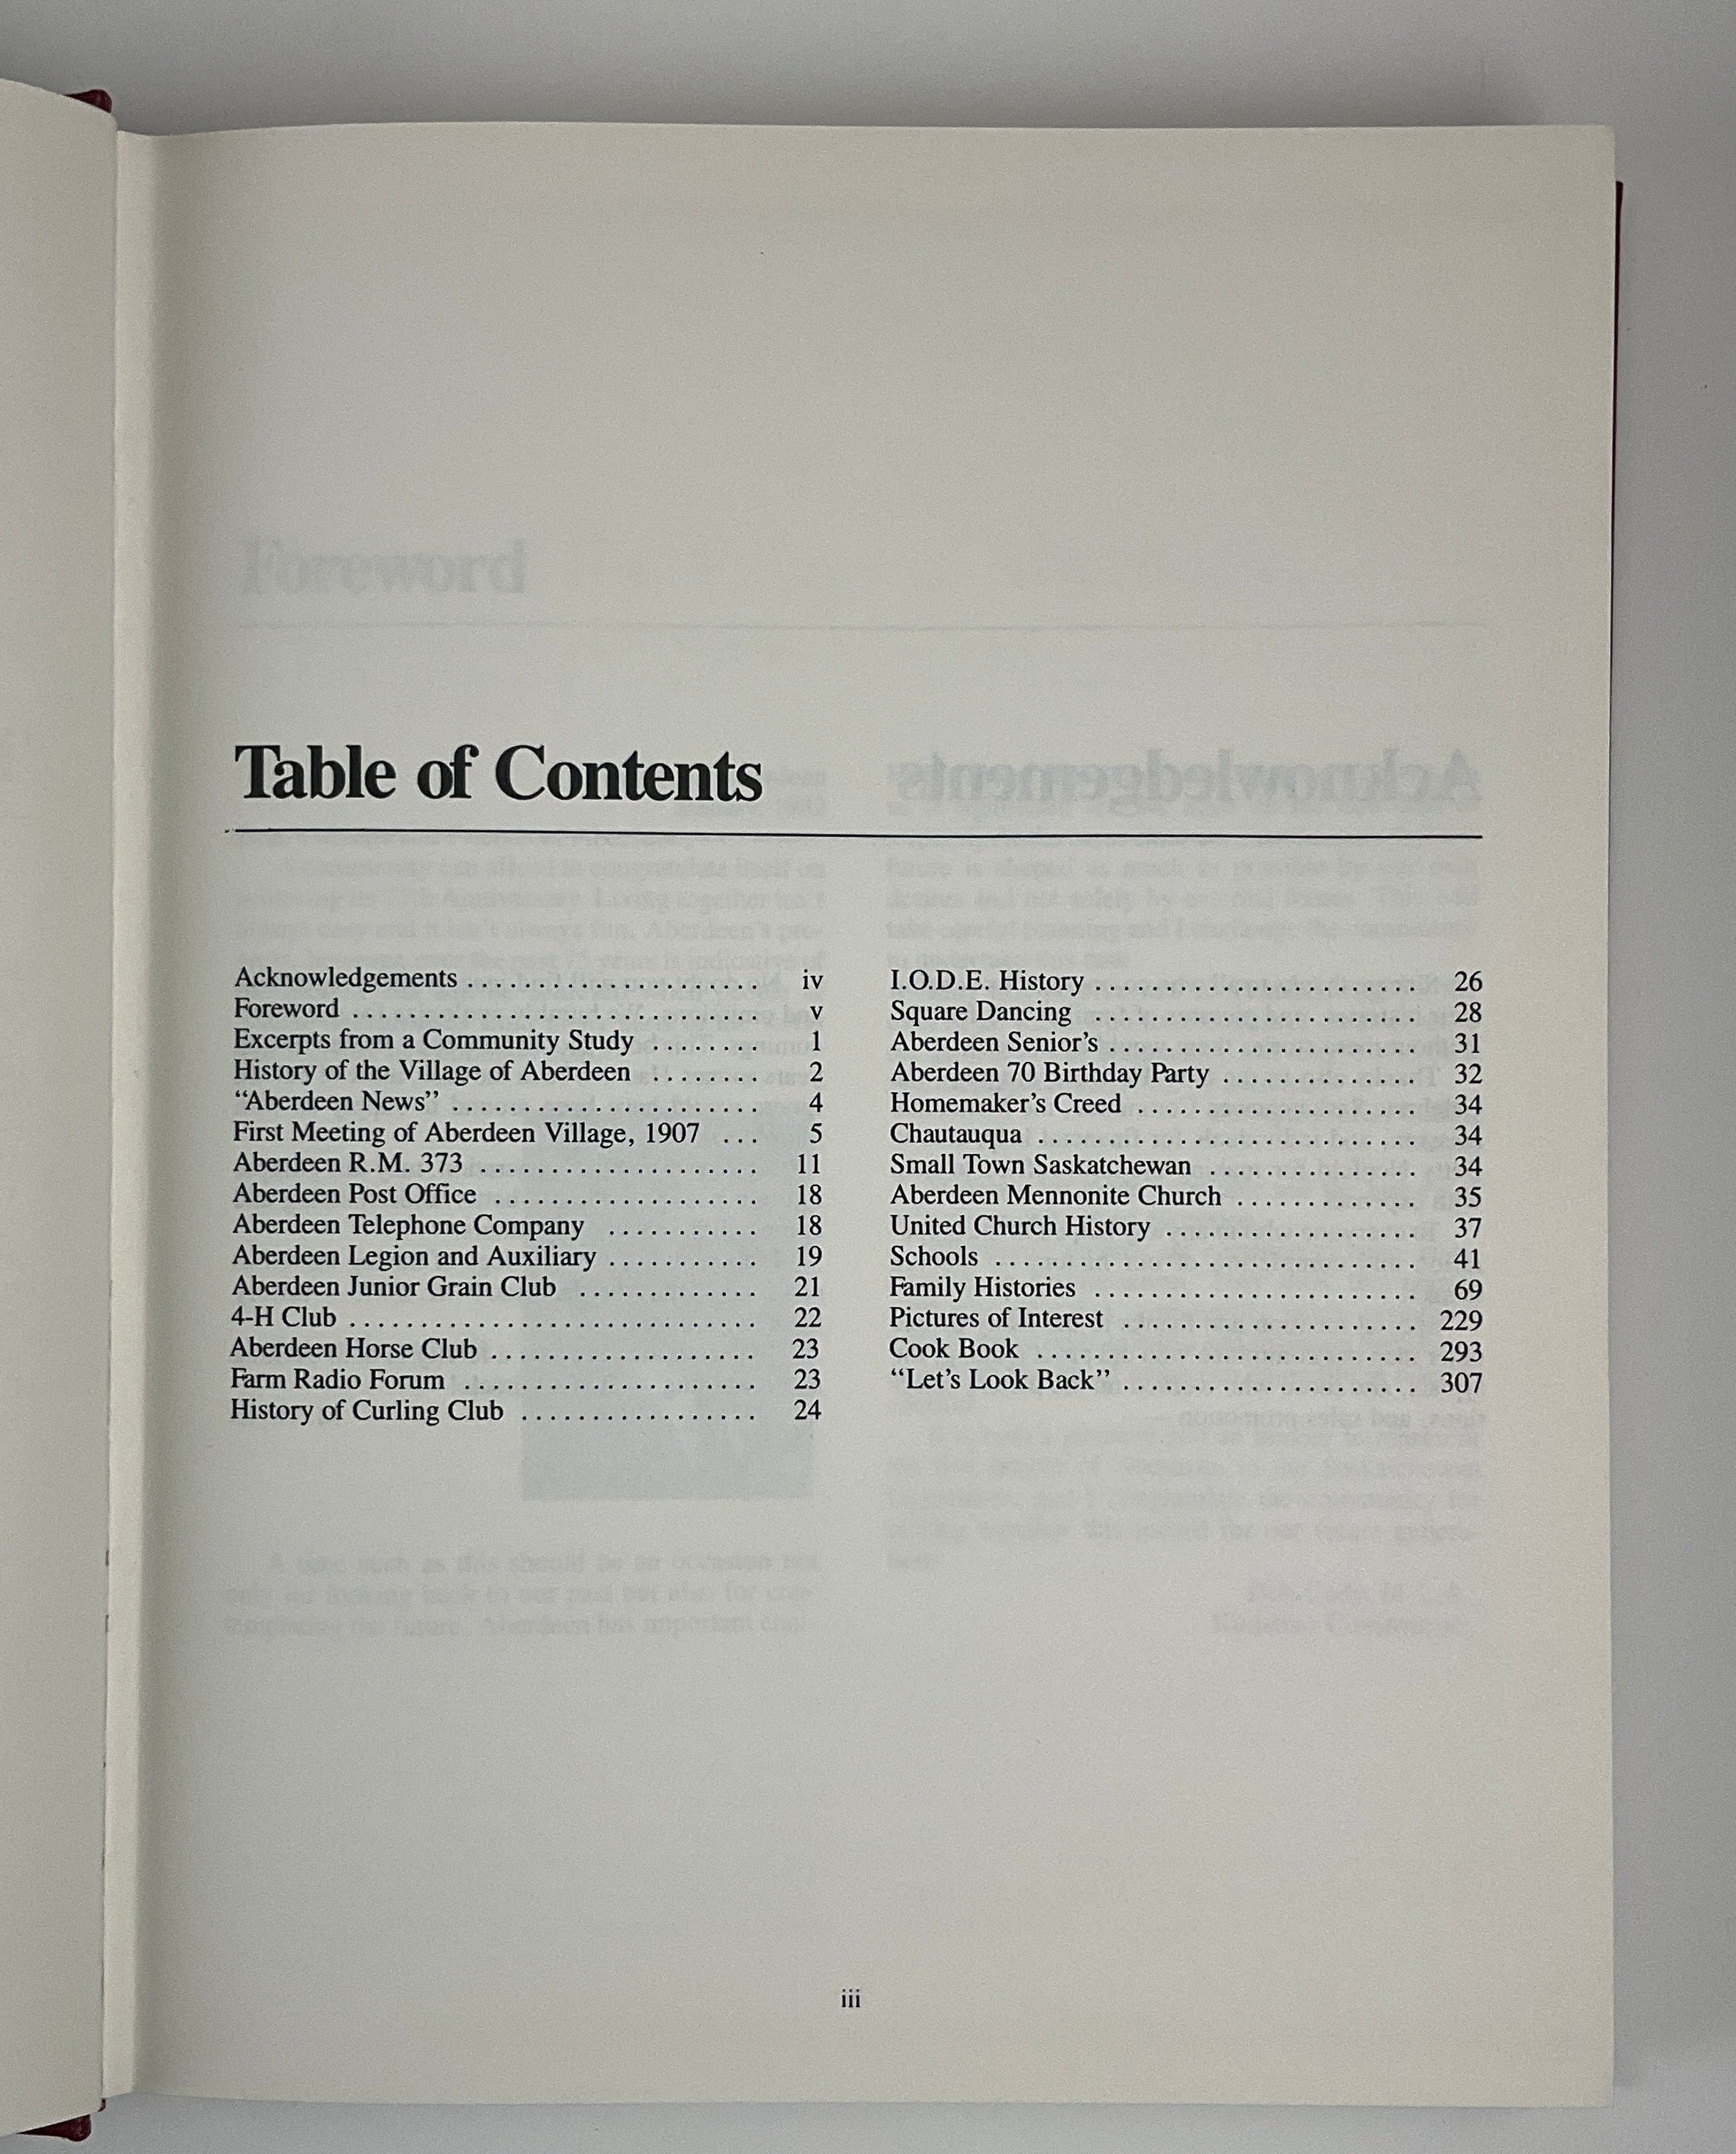 Foreword
Table of Contents
Acknowledgements
Acknowledgements ..................... iv
Foreword ............................. v
Excerpts from a Community Study ........ 1
History of the Village of Aberdeen ........ 2
“Aberdeen News” ...................... 4
First Meeting of Aberdeen Village, 1907 ... 5
Aberdeen R.M. 373 .................... 11
Aberdeen Post Office ................... 18
Aberdeen Telephone Company ........... 18
Aberdeen Legion and Auxiliary ........... 19
Aberdeen Junior Grain Club ............. 21
4-H Club ............................. 22
Aberdeen Horse Club ................... 23
Farm Radio Forum ..................... 23
History of Curling Club ................. 24
I.O.D.E. History ....................... 26
Square Dancing ....................... 28
Aberdeen Senior’s ...................... 31
Aberdeen 70 Birthday Party .............. 32
Homemaker’s Creed .................... 34
Chautauqua ........................... 34
Small Town Saskatchewan ............... 34
Aberdeen Mennonite Church ............. 35
United Church History .................. 37
Schools .............................. 41
Family Histories ....................... 69
Pictures of Interest ..................... 229
Cook Book ........................... 293
“Let’s Look Back” ..................... 307
iii